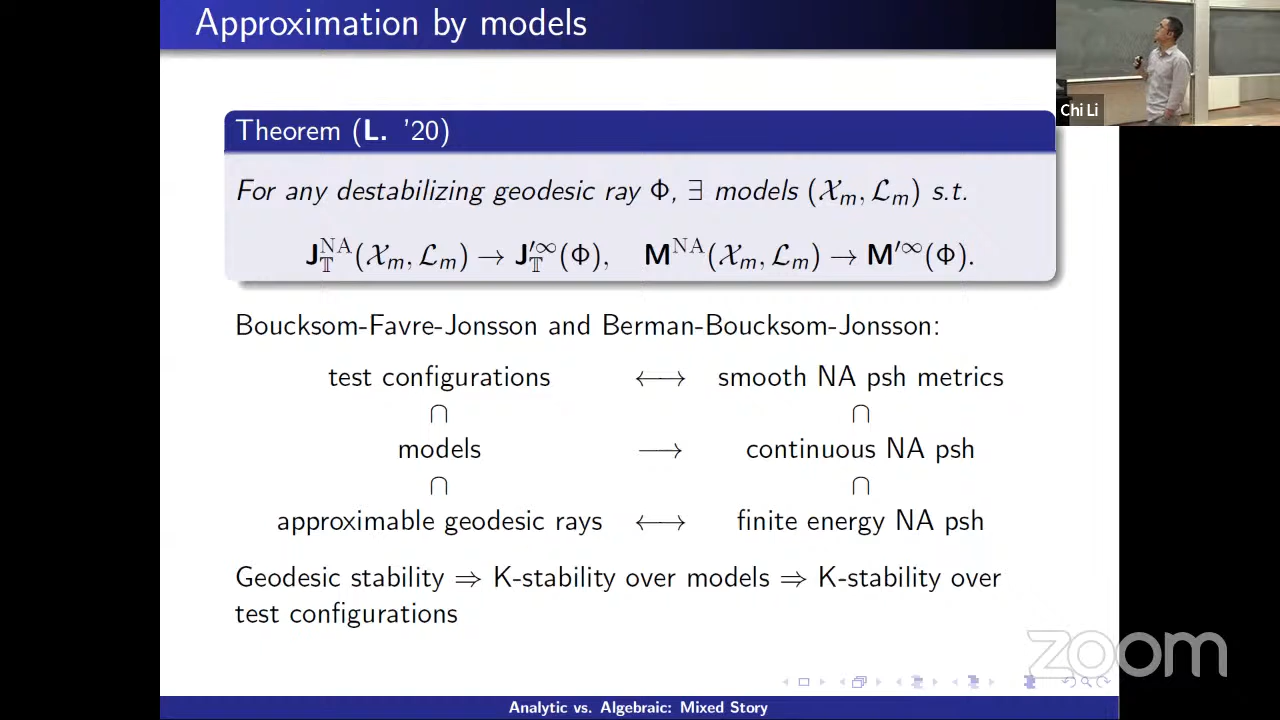 Approximation by models
Chi Li
Theorem (L. '20)
For any destabilizing geodesic ray Φ, ∃ models (𝒳ₘ, ℒₘ) s.t.
J_𝕋^NA(𝒳ₘ, ℒₘ) → J_𝕋^′∞(Φ), M^NA(𝒳ₘ, ℒₘ) → M^′∞(Φ).
Boucksom-Favre-Jonsson and Berman-Boucksom-Jonsson:
test configurations ⟷ smooth NA psh metrics
∩ ∩
models ⟶ continuous NA psh
∩ ∩
approximable geodesic rays ⟷ finite energy NA psh
Geodesic stability ⇒ K-stability over models ⇒ K-stability over
test configurations
zoom
Analytic vs. Algebraic: Mixed Story